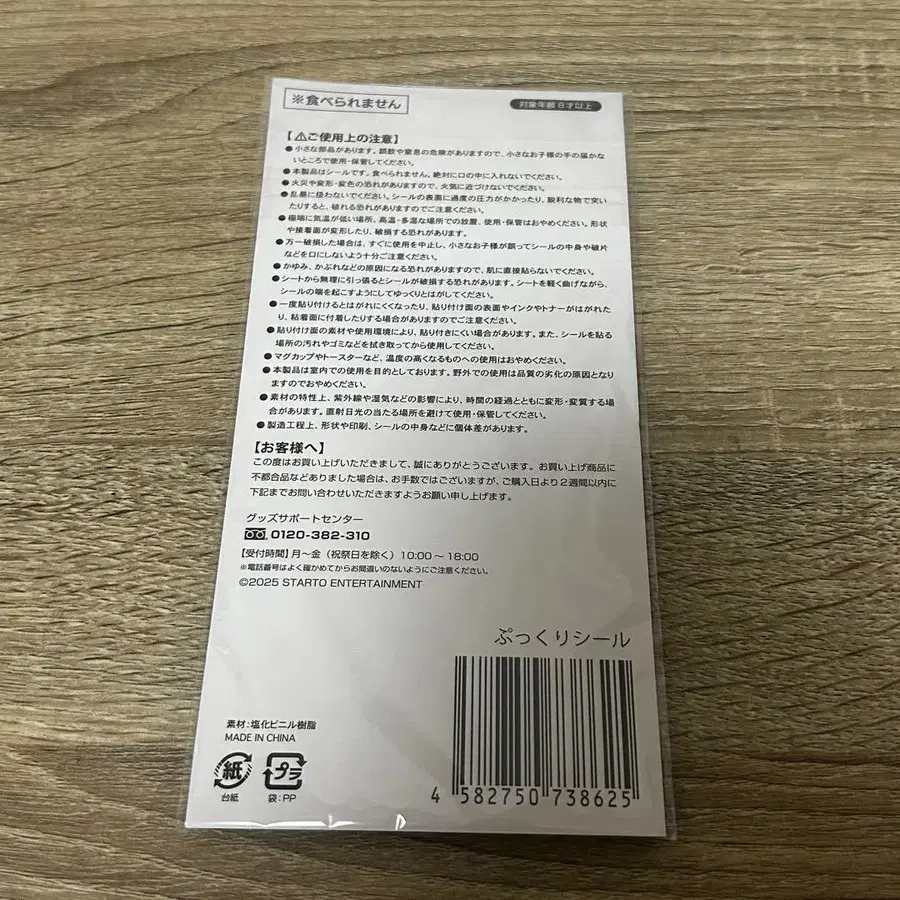 ※食べられません
対象年齢8才以上
【⚠ご使用上の注意】
●小さな部品があります。誤飲や窒息の危険がありますので、小さなお子様の手の届かな
いところで使用・保管してください。
●本製品はシールです。食べられません。絶対に口の中に入れないでください。
●火災や変形・変色の恐れがありますので、火気に近づけないでください。
●乱暴に扱わないでください。シールの表面に過度の圧力がかかったり、鋭利な物で突い
たりすると、破れる恐れがありますのでご注意ください。
●極端に気温が低い場所、高温・多湿な場所での放置、使用・保管はおやめください。形状
や接着面が変形したり、破損する恐れがあります。
●万一破損した場合は、すぐに使用を中止し、小さなお子様が誤ってシールの中身や破片
などを口にしないよう十分ご注意ください。
●かゆみ、かぶれなどの原因になる恐れがありますので、肌に直接貼らないでください。
●シートから無理に引っ張るとシールが破損する恐れがあります。シートを軽く曲げながら、
シールの端を起こすようにしてゆっくりとはがしてください。
●一度貼り付けるとはがれにくくなったり、貼り付け面の表面やインクやトナーがはがれ
たり、粘着面に付着したりする場合がありますのでご注意ください。
●貼り付け面の素材や使用環境により、貼り付きにくい場合があります。また、シールを貼る
場所の汚れやゴミなどを拭き取ってから使用してください。
●マグカップやトースターなど、温度の高くなるものへの使用はおやめください。
●本製品は室内での使用を目的としております。野外での使用は品質の劣化の原因となり
ますのでおやめください。
●素材の特性上、紫外線や湿気などの影響により、時間の経過とともに変形・変質する場
合があります。直射日光の当たる場所を避けて使用・保管してください。
●製造工程上、形状や印刷、シールの中身などに個体差があります。
【お客様へ】
この度はお買い上げいただきまして、誠にありがとうございます。お買い上げ商品に
不都合品などありました場合は、お手数ではございますが、ご購入日より2週間以内に
下記までお問い合わせいただきますようお願い申し上げます。
グッズサポートセンター
0120-382-310
【受付時間】月〜金（祝祭日を除く）10:00〜18:00
※電話番号はよく確かめてからお間違いのないようにご注意ください。
©2025 STARTO ENTERTAINMENT
ぷっくりシール
素材：塩化ビニル樹脂
MADE IN CHINA
紙
プラ
台紙
袋：PP
4 582750 738625